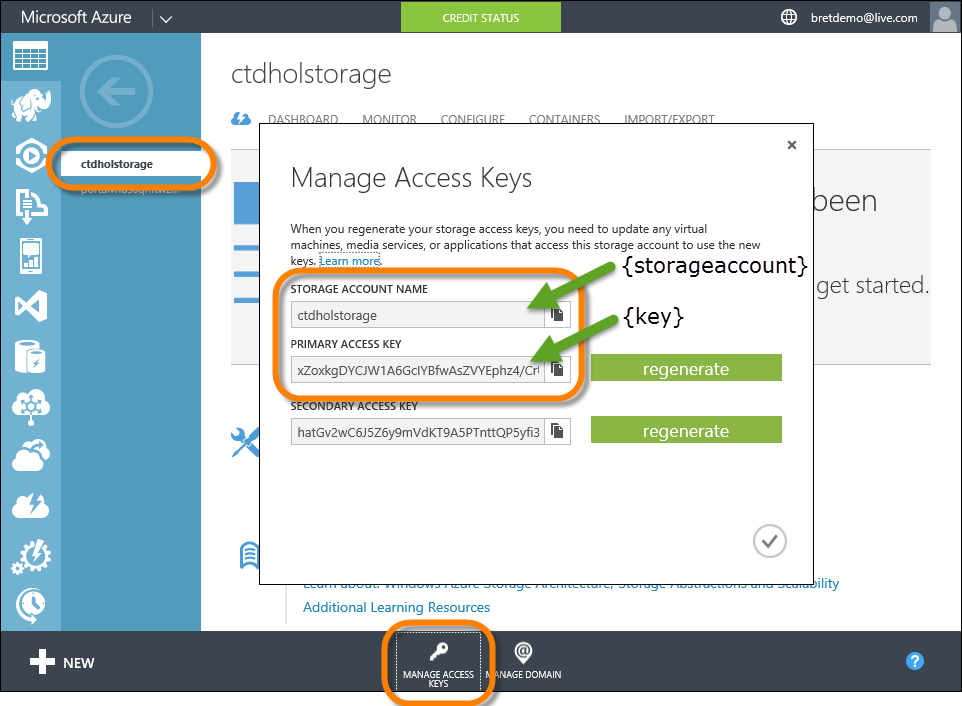 Microsoft Azure
CREDIT STATUS
bretdemo@live.com
ctdholstorage
DASHBOARD MONITOR CONFIGURE CONTAINERS IMPORT/EXPORT
ctdholstorage
Manage Access Keys
been
When you regenerate your storage access keys, you need to update any virtual
machines, media services, or applications that access this storage account to use the new
keys. Learn more.
{storageaccount}
get started.
STORAGE ACCOUNT NAME
ctdholstorage
{key}
PRIMARY ACCESS KEY
regenerate
SECONDARY ACCESS KEY
hatGv2wC6J5Z6y9mVdKT9A5PTnttQP5yfi3
regenerate
Learn about: Windows Azure Storage Architecture, Storage Abstractions and Scalability
Additional Learning Resources
NEW
MANAGE ACCESS
KEYS
MANAGE DOMAIN
?